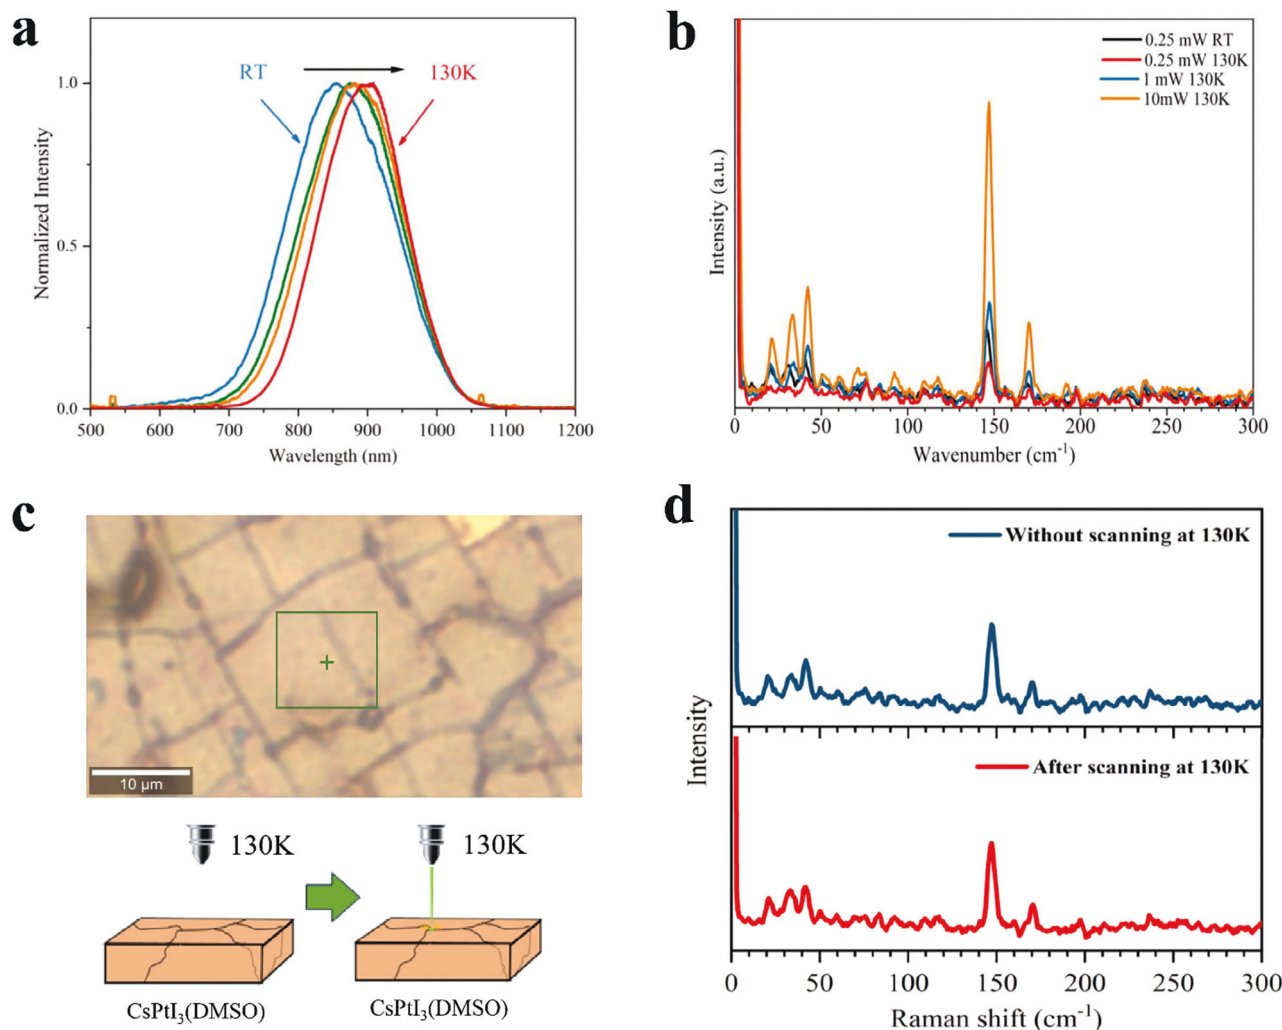 a
RT
130K
1.0
0.5
0.0
Normalized Intensity
500 600 700 800 900 1000 1100 1200
Wavelength (nm)
b
0.25 mW RT
0.25 mW 130K
1 mW 130K
10mW 130K
Intensity (a.u.)
0 50 100 150 200 250 300
Wavenumber (cm⁻¹)
c
10 μm
130K
130K
CsPtI₃(DMSO)
CsPtI₃(DMSO)
d
Without scanning at 130K
After scanning at 130K
Intensity
0 50 100 150 200 250 300
Raman shift (cm⁻¹)